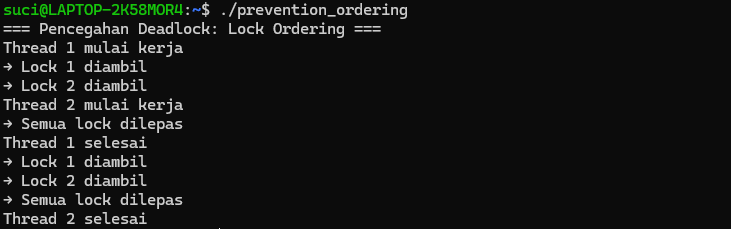 suci@LAPTOP-2K58MOR4:~$ ./prevention_ordering
=== Pencegahan Deadlock: Lock Ordering ===
Thread 1 mulai kerja
→ Lock 1 diambil
→ Lock 2 diambil
Thread 2 mulai kerja
→ Semua lock dilepas
Thread 1 selesai
→ Lock 1 diambil
→ Lock 2 diambil
→ Semua lock dilepas
Thread 2 selesai